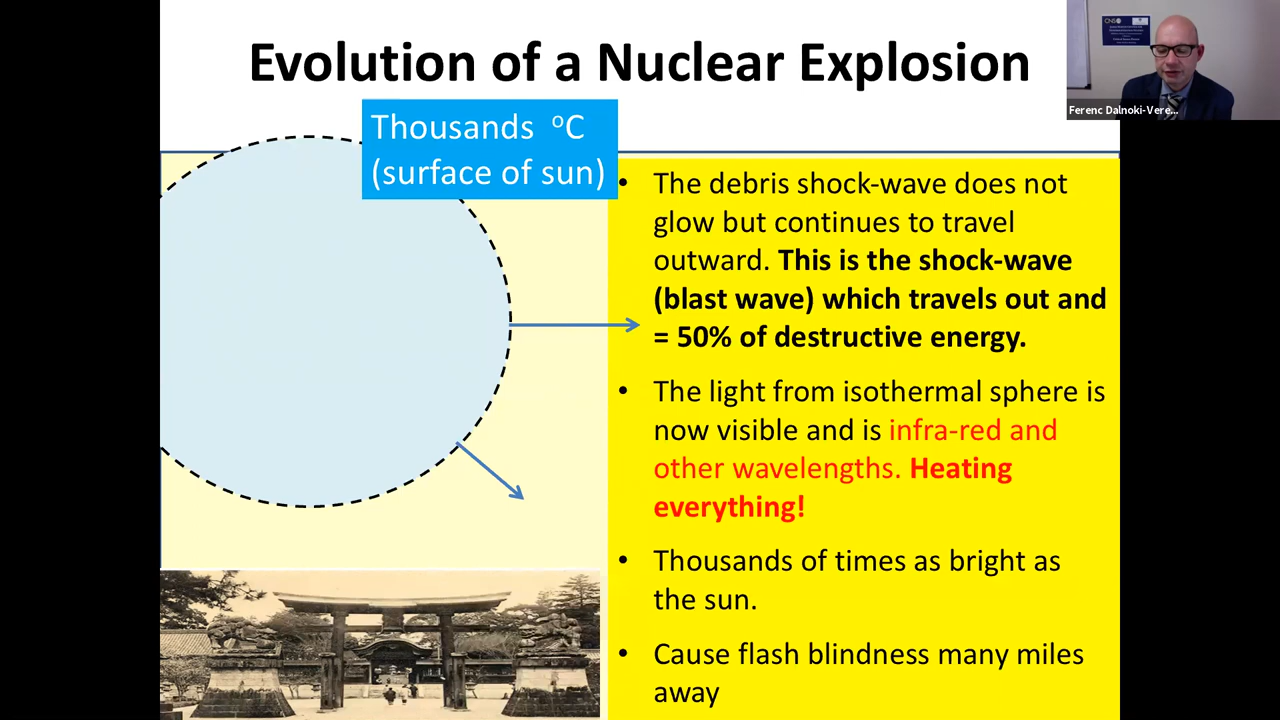 Evolution of a Nuclear Explosion
Ferenc Dalnoki-Vere...
Thousands °C
(surface of sun)
• The debris shock-wave does not
glow but continues to travel
outward. This is the shock-wave
(blast wave) which travels out and
= 50% of destructive energy.
• The light from isothermal sphere is
now visible and is infra-red and
other wavelengths. Heating
everything!
• Thousands of times as bright as
the sun.
• Cause flash blindness many miles
away